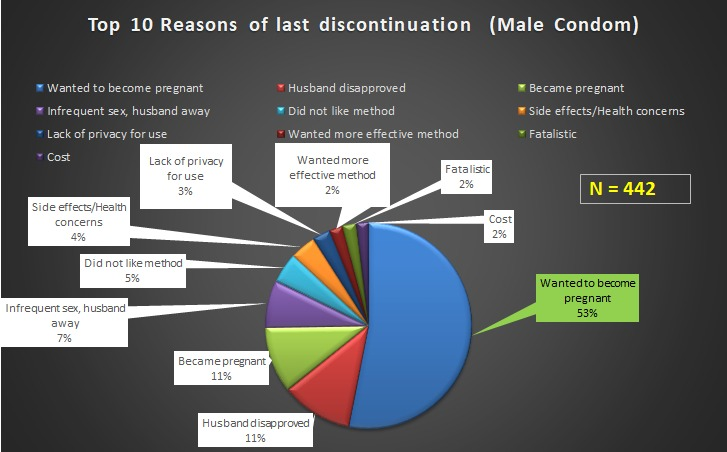 Top 10 Reasons of last discontinuation (Male Condom)
Wanted to become pregnant
Husband disapproved
Became pregnant
Infrequent sex, husband away
Did not like method
Side effects/Health concerns
Lack of privacy for use
Wanted more effective method
Fatalistic
Cost
Lack of privacy
for use
3%
Wanted more
effective method
2%
Fatalistic
2%
N = 442
Side effects/Health
concerns
4%
Cost
2%
Did not like method
5%
Wanted to become
pregnant
53%
Infrequent sex, husband
away
7%
Became pregnant
11%
Husband disapproved
11%